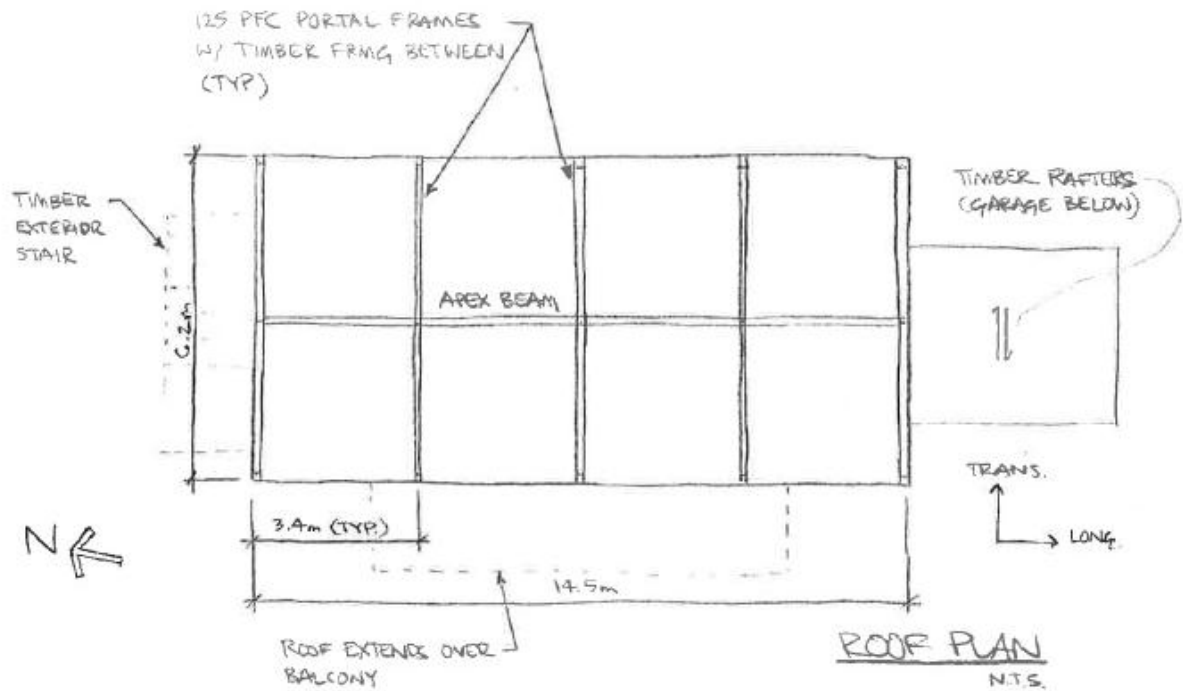 125 PFC PORTAL FRAMES
W/ TIMBER FRMG BETWEEN
(TYP)
TIMBER
EXTERIOR
STAIR
TIMBER RAFTERS
(GARAGE BELOW)
6.2m
APEX BEAM
TRANS.
LONG.
N
3.4m (TYP.)
14.5m
ROOF EXTENDS OVER
BALCONY
ROOF PLAN
N.T.S.